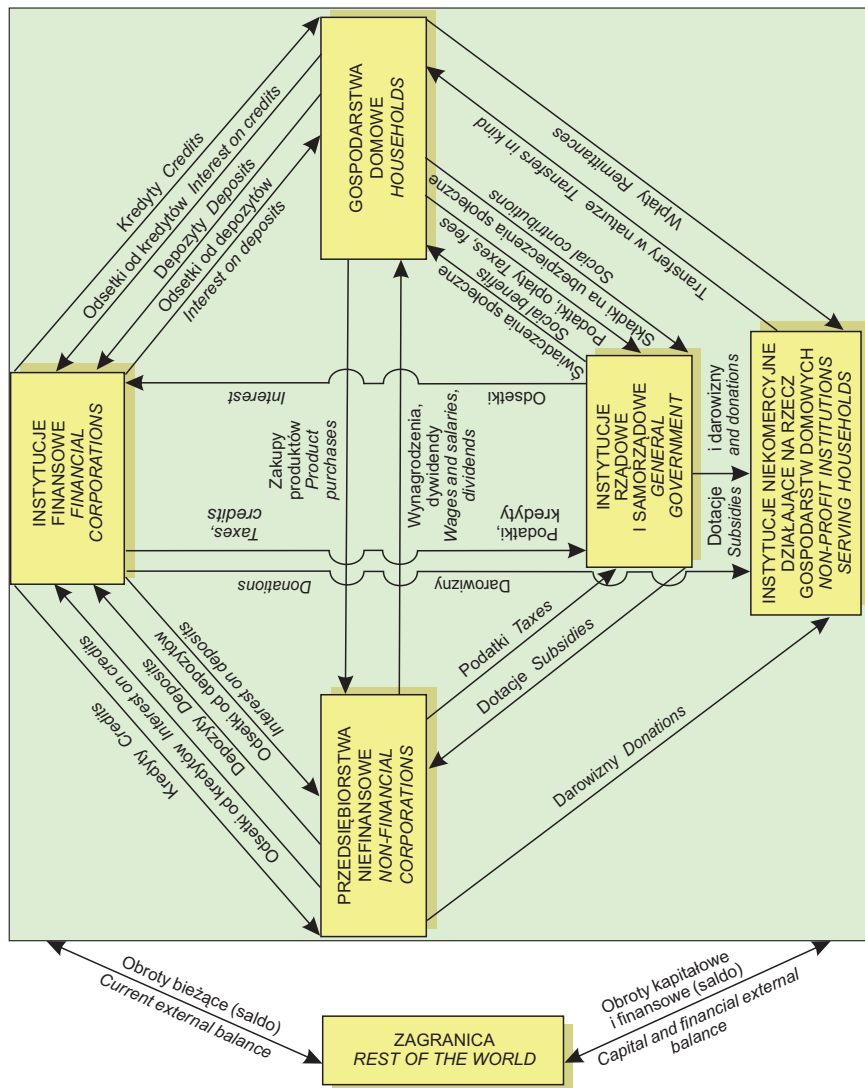 GOSPODARSTWA
DOMOWE
HOUSEHOLDS
Kredyty Credits
Odsetki od kredytów Interest on credits
Depozyty Deposits
Odsetki od depozytów
Interest on deposits
Wpłaty Remittances
Transfery w naturze Transfers in kind
Składki na ubezpieczenia społeczne
Social contributions
Podatki, opłaty Taxes, fees
Świadczenia społeczne
Social benefits
INSTYTUCJE
FINANSOWE
FINANCIAL
CORPORATIONS
Interest
Odsetki
Zakupy
produktów
Product
purchases
Wynagrodzenia,
dywidendy
Wages and salaries,
dividends
INSTYTUCJE
RZĄDOWE
I SAMORZĄDOWE
GENERAL
GOVERNMENT
i darowizny
and donations
Dotacje
Subsidies
INSTYTUCJE NIEKOMERCYJNE
DZIAŁAJĄCE NA RZECZ
GOSPODARSTW DOMOWYCH
NON-PROFIT INSTITUTIONS
SERVING HOUSEHOLDS
Taxes,
credits
Podatki,
kredyty
Donations
Darowizny
Interest on deposits
Odsetki od depozytów
Depozyty Deposits
Odsetki od kredytów Interest on credits
Kredyty Credits
Podatki Taxes
Dotacje Subsidies
Darowizny Donations
PRZEDSIĘBIORSTWA
NIEFINANSOWE
NON-FINANCIAL
CORPORATIONS
Obroty bieżące (saldo)
Current external balance
Obroty kapitałowe
i finansowe (saldo)
Capital and financial external
balance
ZAGRANICA
REST OF THE WORLD